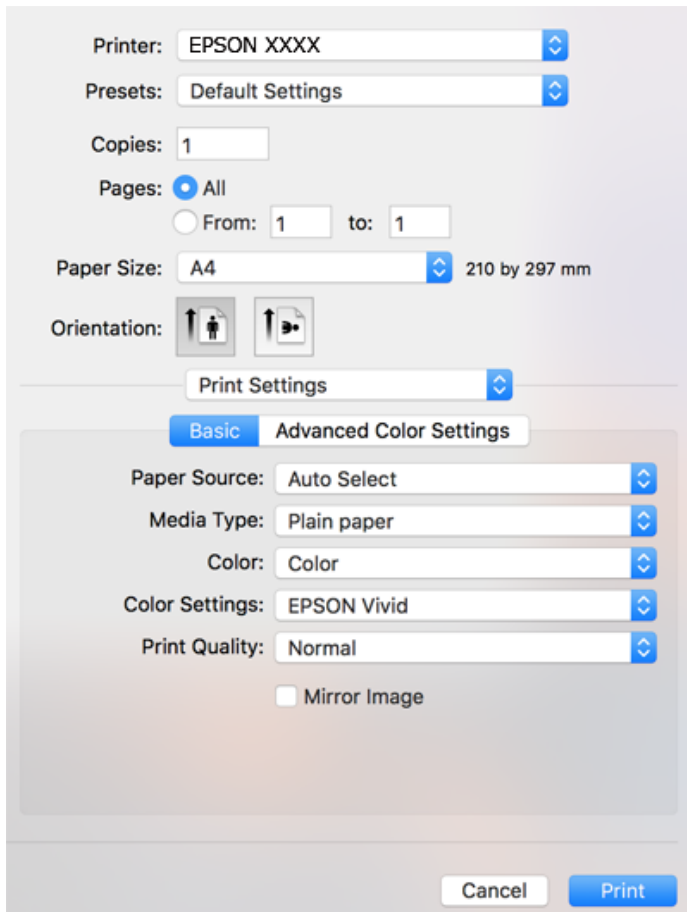 Printer: EPSON XXXX
Presets: Default Settings
Copies: 1
Pages: All
From: 1 to: 1
Paper Size: A4 210 by 297 mm
Orientation:
Print Settings
Basic Advanced Color Settings
Paper Source: Auto Select
Media Type: Plain paper
Color: Color
Color Settings: EPSON Vivid
Print Quality: Normal
Mirror Image
Cancel Print